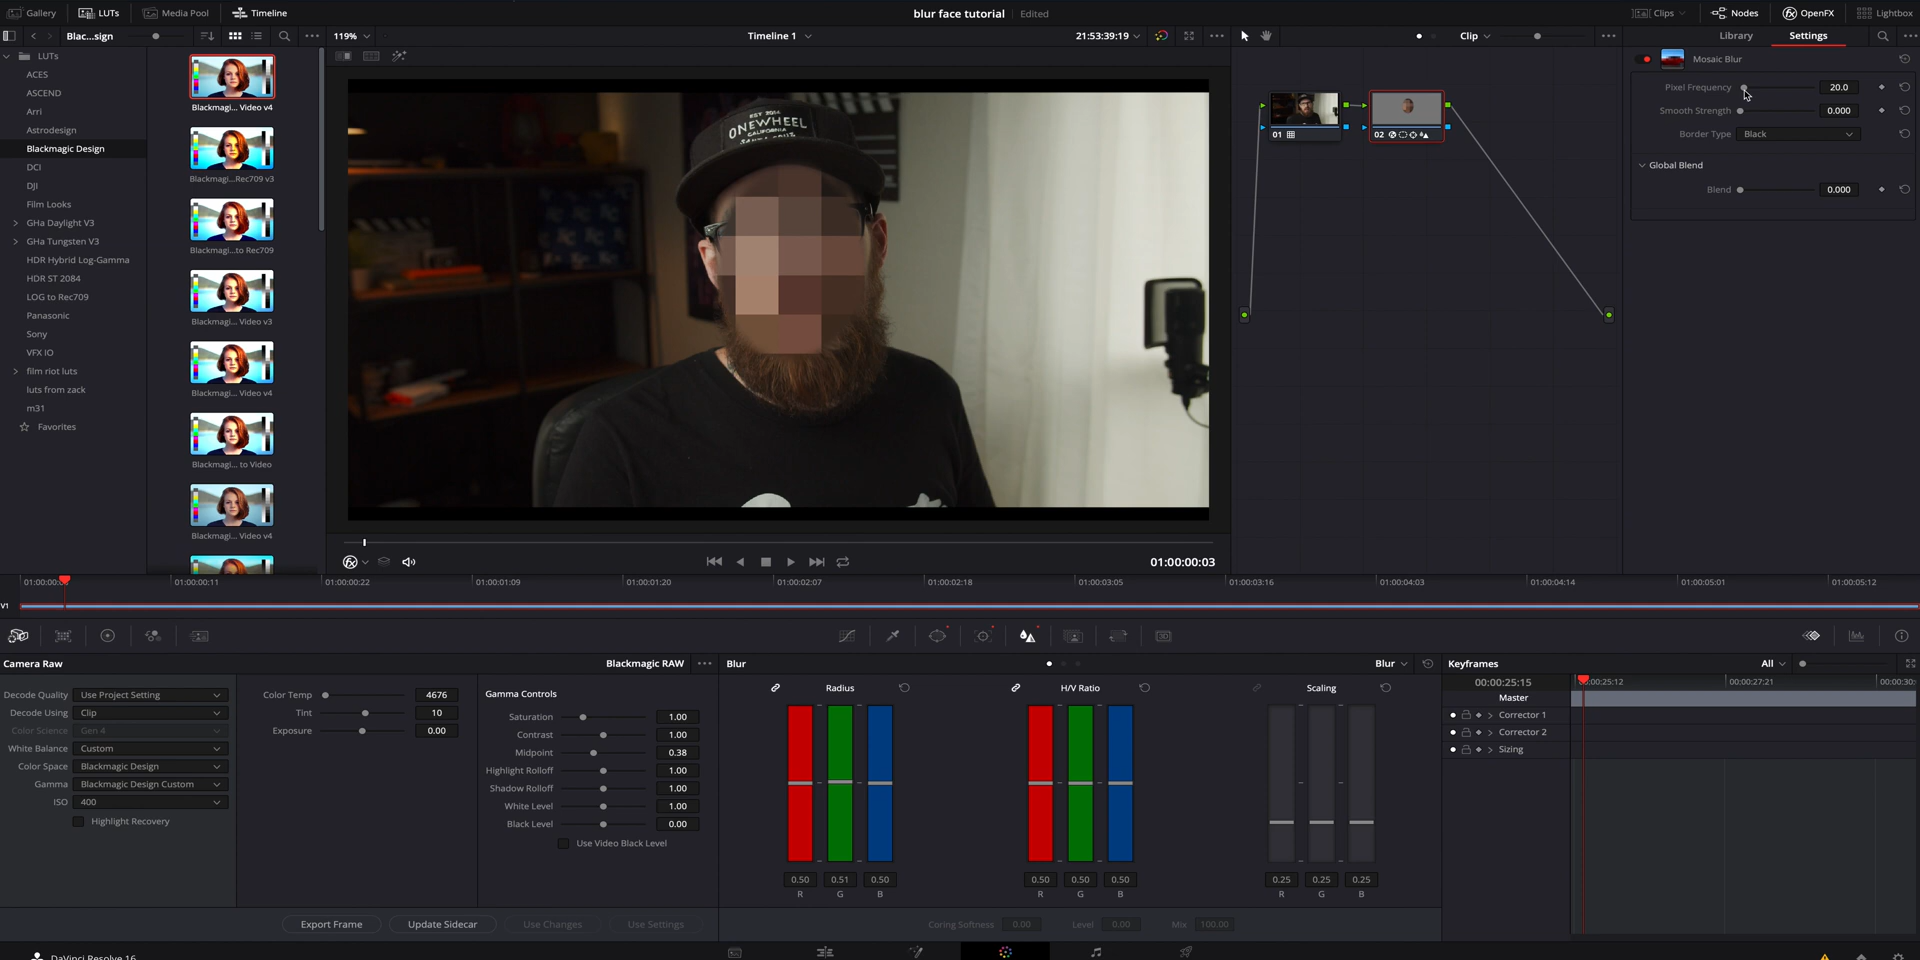 Gallery LUTs Media Pool Timeline blur face tutorial Edited Clips Nodes OpenFX Lightbox
Blac...sign 119% Timeline 1 21:53:39:19 Clip Library Settings
LUTs
ACES
ASCEND
Arri
Astrodesign
Blackmagic Design
DCI
DJI
Film Looks
GHa Daylight V3
GHa Tungsten V3
HDR Hybrid Log-Gamma
HDR ST 2084
LOG to Rec709
Panasonic
Sony
VFX IO
film riot luts
luts from zack
m31
Favorites
Blackmagi... Video v4
Blackmagi...Rec709 v3
Blackmagi...to Rec709
Blackmagi... Video v3
Blackmagi... Video v4
Blackmagi... to Video
Blackmagi... Video v4
ONEWHEEL
CALIFORNIA
01
02
Mosaic Blur
Pixel Frequency 20.0
Smooth Strength 0.000
Border Type Black
Global Blend
Blend 0.000
01:00:00:03
01:00:00:0 01:00:00:11 01:00:00:22 01:00:01:09 01:00:01:20 01:00:02:07 01:00:02:18 01:00:03:05 01:00:03:16 01:00:04:03 01:00:04:14 01:00:05:01 01:00:05:12
V1
Camera Raw Blackmagic RAW
Decode Quality Use Project Setting
Decode Using Clip
Color Science Gen 4
White Balance Custom
Color Space Blackmagic Design
Gamma Blackmagic Design Custom
ISO 400
Highlight Recovery
Color Temp 4676
Tint 10
Exposure 0.00
Gamma Controls
Saturation 1.00
Contrast 1.00
Midpoint 0.38
Highlight Rolloff 1.00
Shadow Rolloff 1.00
White Level 1.00
Black Level 0.00
Use Video Black Level
Export Frame Update Sidecar Use Changes Use Settings
Blur Blur
Radius H/V Ratio Scaling
0.50 0.51 0.50 0.50 0.50 0.50 0.25 0.25 0.25
R G B R G B R G B
Coring Softness 0.00 Level 0.00 Mix 100.00
Keyframes All
00:00:25:15 00:00:25:12 00:00:27:21 00:00:30:
Master
Corrector 1
Corrector 2
Sizing
DaVinci Resolve 16